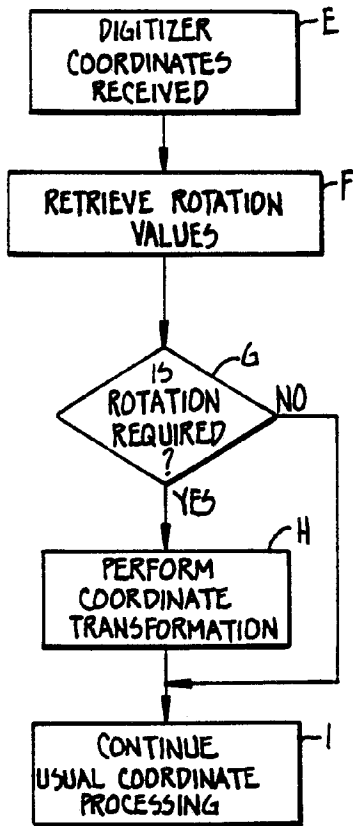 E
DIGITIZER
COORDINATES
RECEIVED
F
RETRIEVE ROTATION
VALUES
G
IS
ROTATION
REQUIRED
?
NO
YES
H
PERFORM
COORDINATE
TRANSFORMATION
I
CONTINUE
USUAL COORDINATE
PROCESSING